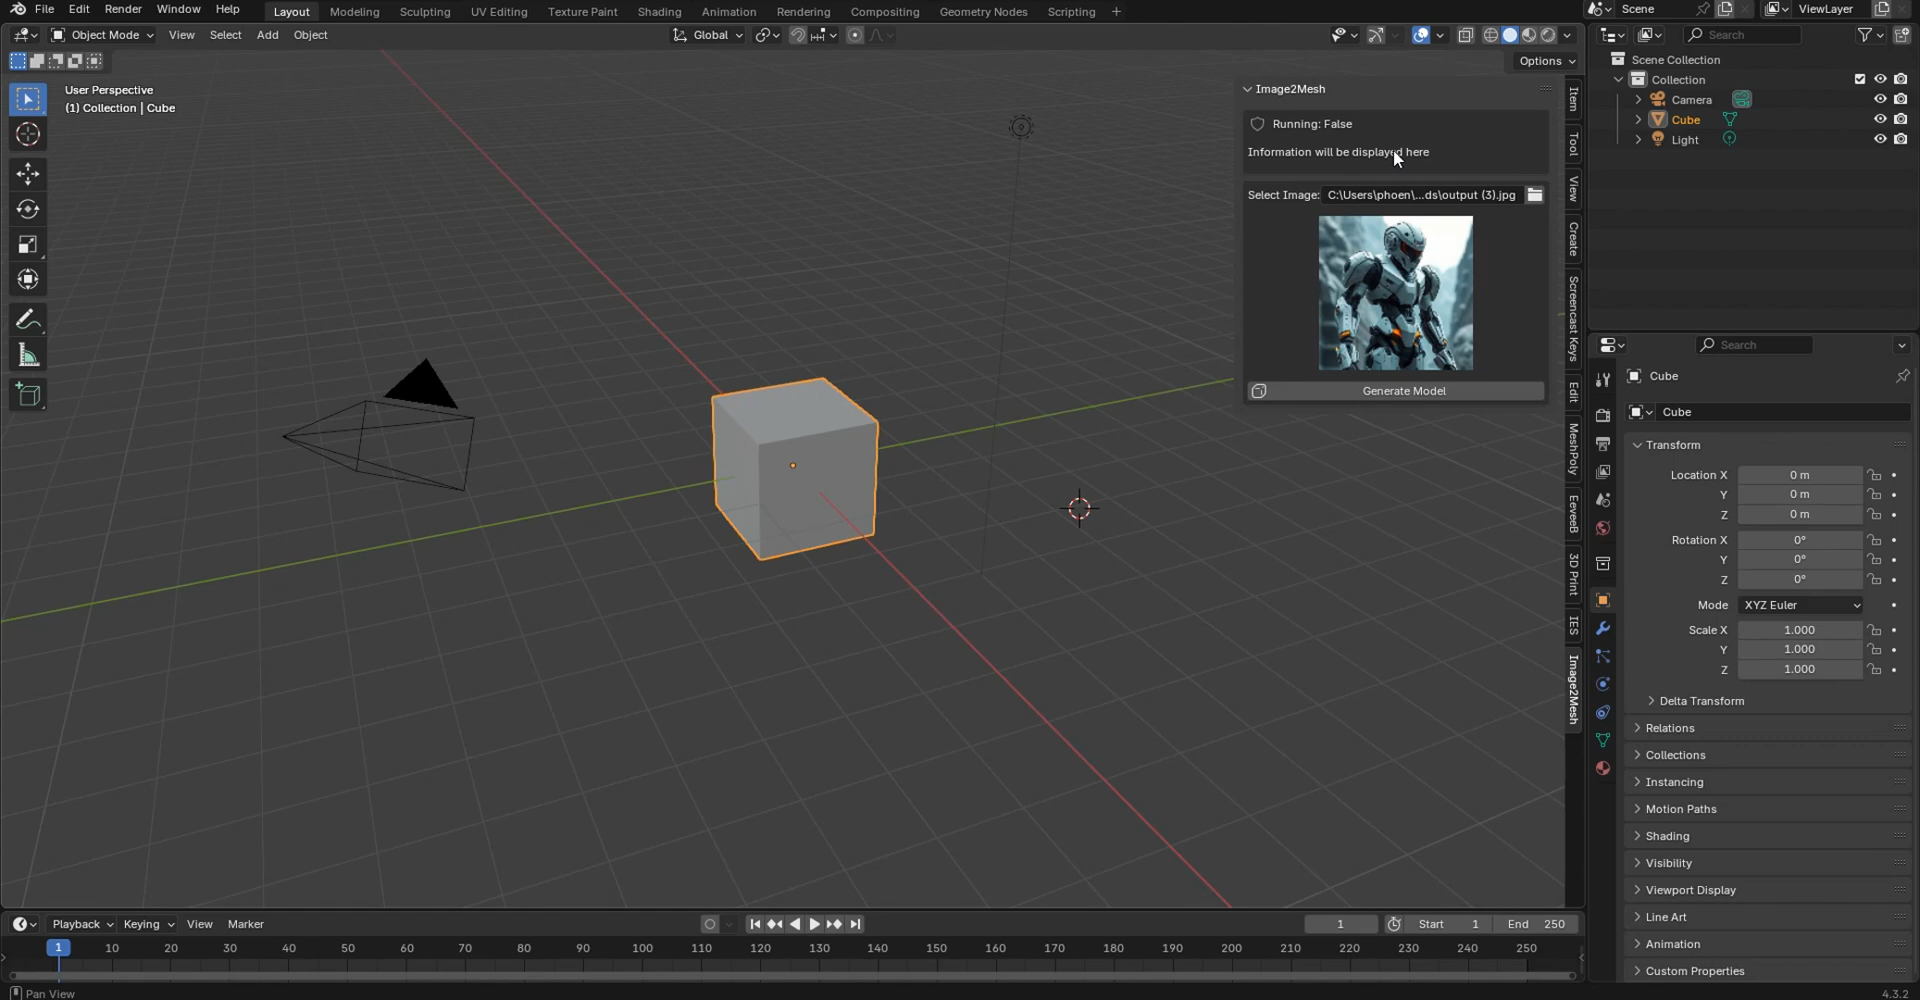 File Edit Render Window Help Layout Modeling Sculpting UV Editing Texture Paint Shading Animation Rendering Compositing Geometry Nodes Scripting + Scene ViewLayer
Object Mode View Select Add Object Global Search
Options
User Perspective
(1) Collection | Cube
Image2Mesh
Running: False
Information will be displayed here
Select Image: C:\Users\phoen\...ds\output (3).jpg
Generate Model
Item
Tool
View
Create
Screencast Keys
Edit
MeshPoly
EeveeB
3D Print
IES
Image2Mesh
Scene Collection
Collection
Camera
Cube
Light
Search
Cube
Cube
Transform
Location X 0 m
Y 0 m
Z 0 m
Rotation X 0°
Y 0°
Z 0°
Mode XYZ Euler
Scale X 1.000
Y 1.000
Z 1.000
Delta Transform
Relations
Collections
Instancing
Motion Paths
Shading
Visibility
Viewport Display
Line Art
Animation
Custom Properties
Playback Keying View Marker 1 Start 1 End 250
1 10 20 30 40 50 60 70 80 90 100 110 120 130 140 150 160 170 180 190 200 210 220 230 240 250
Pan View 4.3.2